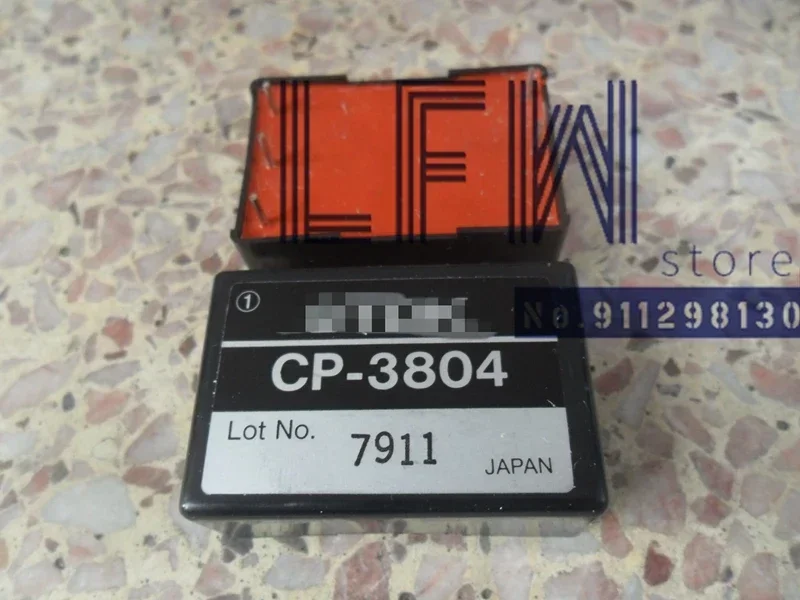 LFW
store
No.911298130
①
CP-3804
Lot No. 7911
JAPAN